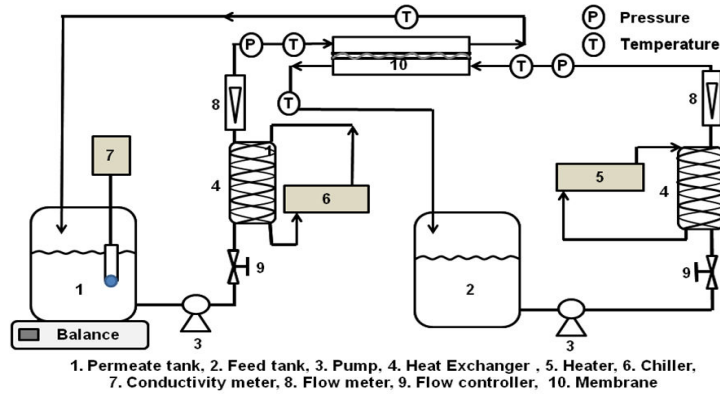 T
P Pressure
P T
T Temperature
10
T P
8
T
8
7
4
5
4
6
9
9
1
2
Balance
3
3
1. Permeate tank, 2. Feed tank, 3. Pump, 4. Heat Exchanger , 5. Heater, 6. Chiller,
7. Conductivity meter, 8. Flow meter, 9. Flow controller, 10. Membrane